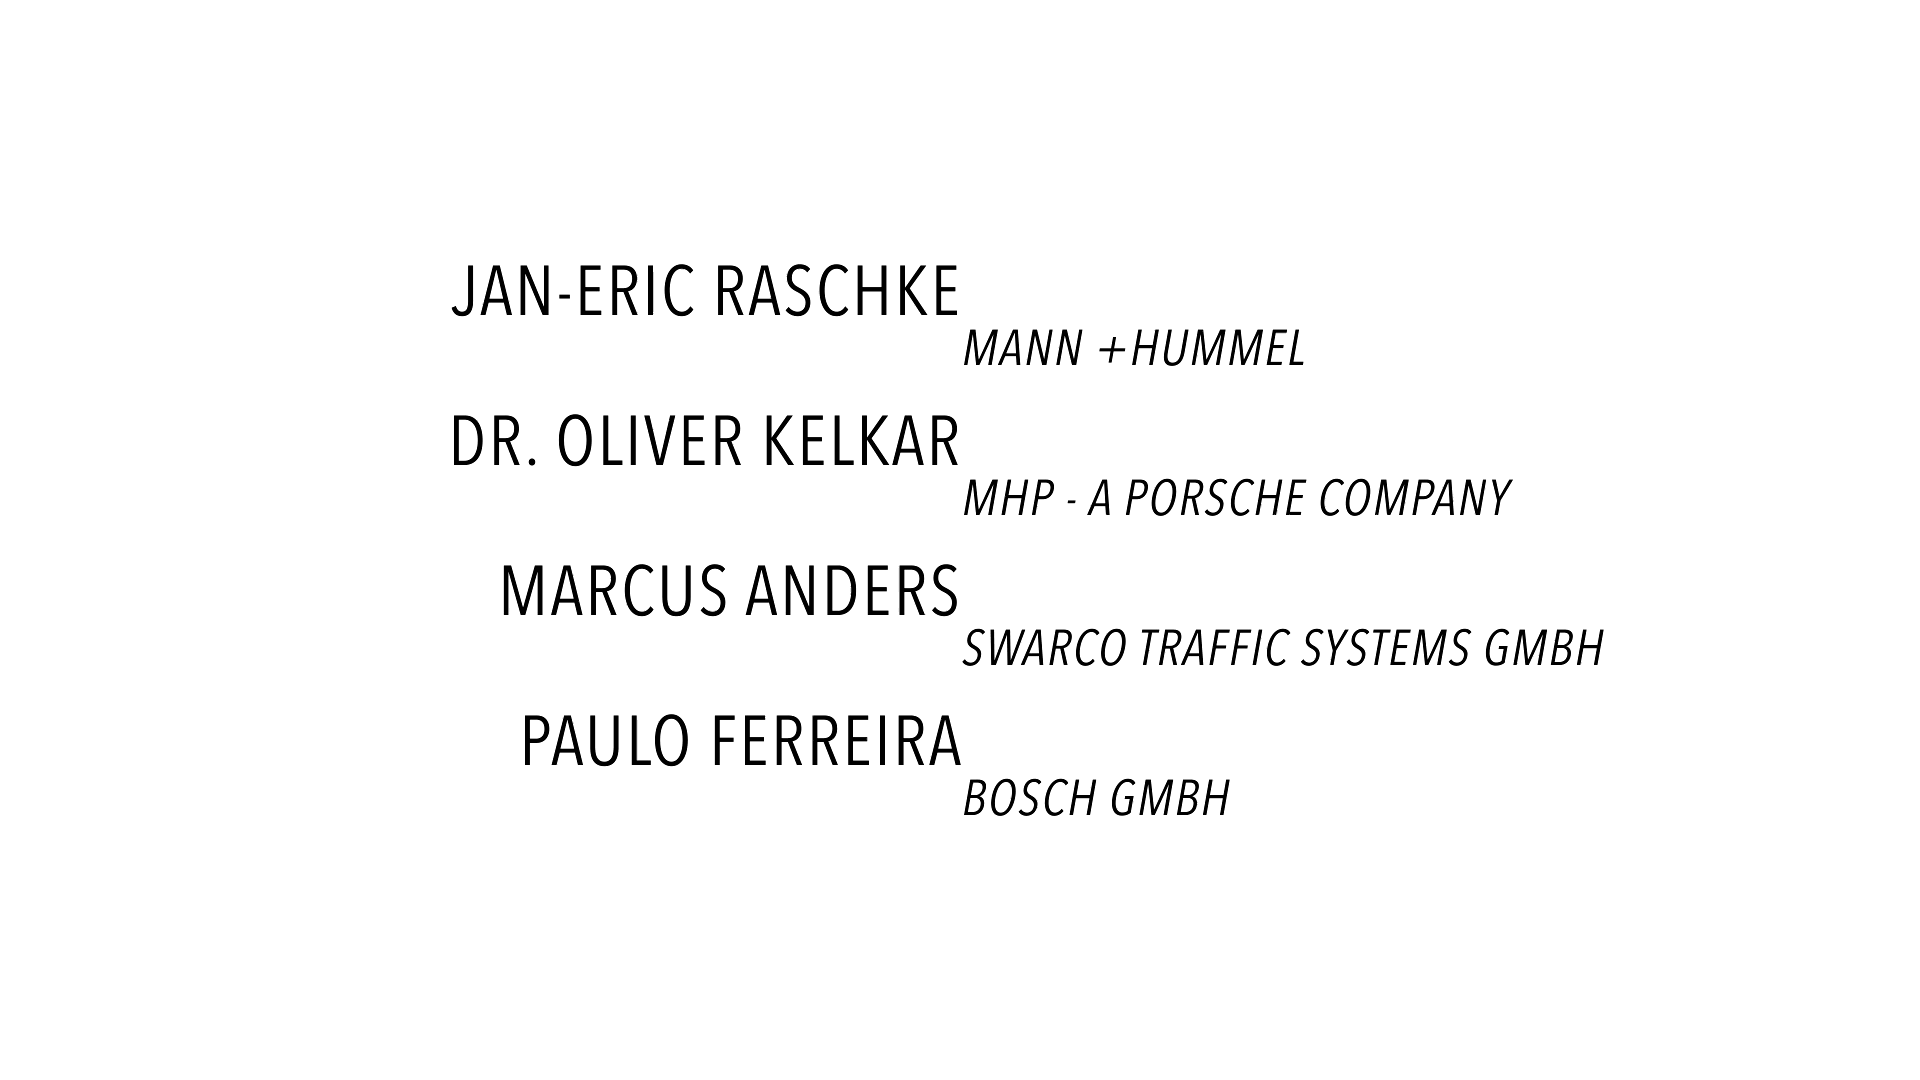 JAN-ERIC RASCHKE
MANN +HUMMEL
DR. OLIVER KELKAR
MHP - A PORSCHE COMPANY
MARCUS ANDERS
SWARCO TRAFFIC SYSTEMS GMBH
PAULO FERREIRA
BOSCH GMBH